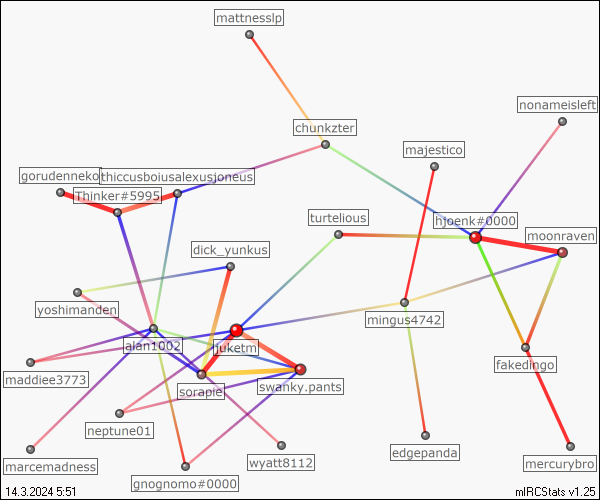 mattnesslp
nonameisleft
chunkzter
majestico
gorudenneko
thiccusboiusalexusjoneus
Thinker#5995
turtelious
hjoenk#0000
moonraven
dick_yunkus
yoshimanden
mingus4742
alan1002
juketm
fakedingo
maddiee3773
sorapie
swanky.pants
neptune01
edgepanda
marcemadness
wyatt8112
mercurybro
gnognomo#0000
14.3.2024 5:51
mIRCStats v1.25